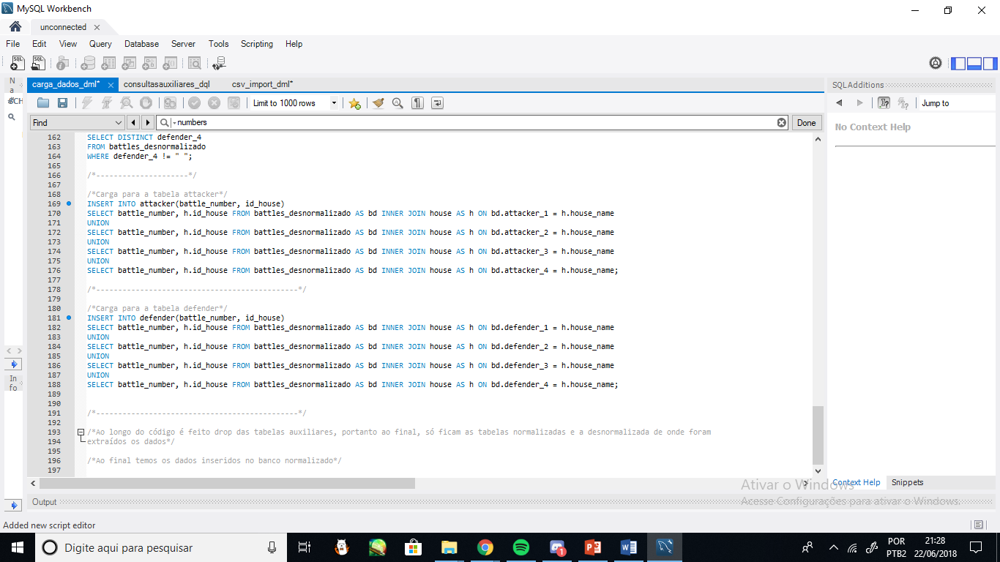 MySQL Workbench
unconnected
File Edit View Query Database Server Tools Scripting Help
N
a
CH
carga_dados_dml* consultasauxiliares_dql csv_import_dml*
SQLAdditions
Limit to 1000 rows
Jump to
Find
numbers
Done
No Context Help
162 SELECT DISTINCT defender_4
163 FROM battles_desnormalizado
164 WHERE defender_4 != " ";
165
166 /*---------------------*/
167
168 /*Carga para a tabela attacker*/
169 INSERT INTO attacker(battle_number, id_house)
170 SELECT battle_number, h.id_house FROM battles_desnormalizado AS bd INNER JOIN house AS h ON bd.attacker_1 = h.house_name
171 UNION
172 SELECT battle_number, h.id_house FROM battles_desnormalizado AS bd INNER JOIN house AS h ON bd.attacker_2 = h.house_name
173 UNION
174 SELECT battle_number, h.id_house FROM battles_desnormalizado AS bd INNER JOIN house AS h ON bd.attacker_3 = h.house_name
175 UNION
176 SELECT battle_number, h.id_house FROM battles_desnormalizado AS bd INNER JOIN house AS h ON bd.attacker_4 = h.house_name;
177
178 /*----------------------------------------------*/
179
180 /*Carga para a tabela defender*/
181 INSERT INTO defender(battle_number, id_house)
182 SELECT battle_number, h.id_house FROM battles_desnormalizado AS bd INNER JOIN house AS h ON bd.defender_1 = h.house_name
183 UNION
184 SELECT battle_number, h.id_house FROM battles_desnormalizado AS bd INNER JOIN house AS h ON bd.defender_2 = h.house_name
185 UNION
186 SELECT battle_number, h.id_house FROM battles_desnormalizado AS bd INNER JOIN house AS h ON bd.defender_3 = h.house_name
187 UNION
188 SELECT battle_number, h.id_house FROM battles_desnormalizado AS bd INNER JOIN house AS h ON bd.defender_4 = h.house_name;
189
190
191 /*----------------------------------------------*/
192
193 /*Ao longo do código é feito drop das tabelas auxiliares, portanto ao final, só ficam as tabelas normalizadas e a desnormalizada de onde foram
194 extraídos os dados*/
195
196 /*Ao final temos os dados inseridos no banco normalizado*/
197
In
fo
Context Help Snippets
Ativar o Windows
Acesse Configurações para ativar o Windows.
Output
Added new script editor
Digite aqui para pesquisar
1
POR
PTB2
21:28
22/06/2018